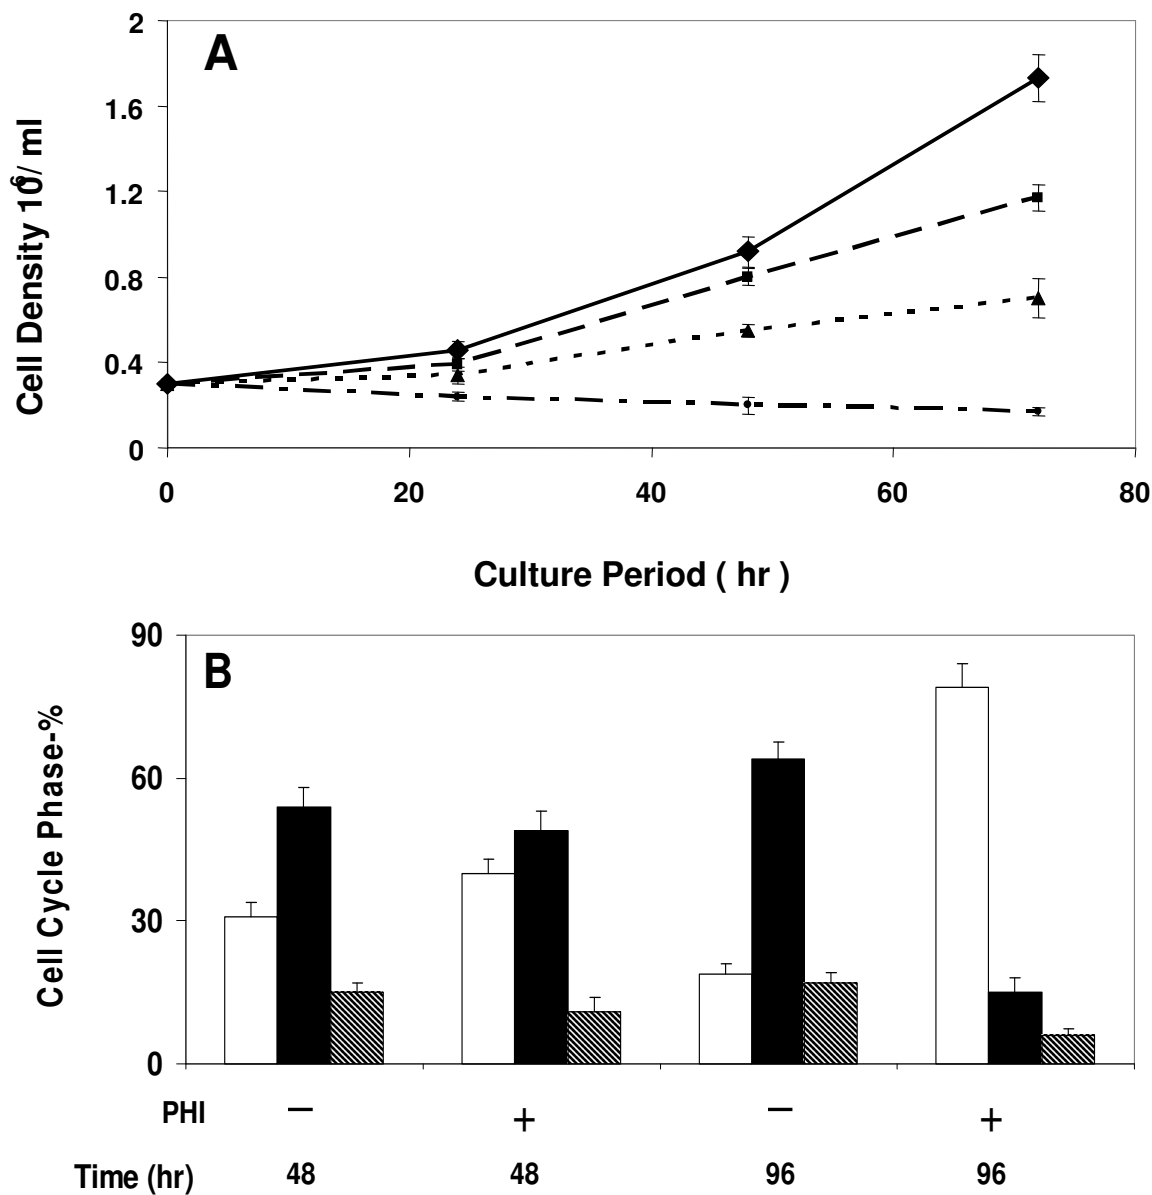 A
2
1.6
1.2
0.8
0.4
0
Cell Density 10⁶/ ml
0 20 40 60 80
Culture Period ( hr )
B
90
60
30
0
Cell Cycle Phase-%
PHI − + − +
Time (hr) 48 48 96 96